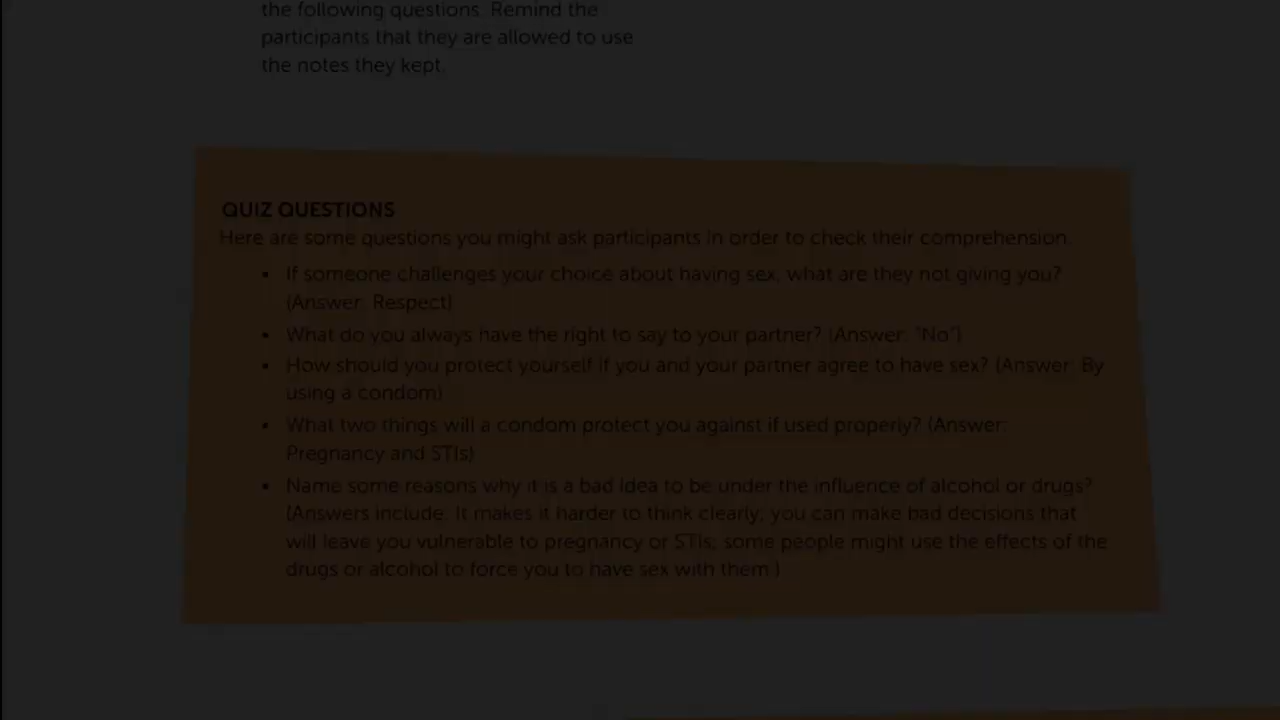 the following questions. Remind the
participants that they are allowed to use
the notes they kept.
QUIZ QUESTIONS
Here are some questions you might ask participants in order to check their comprehension.
• If someone challenges your choice about having sex, what are they not giving you?
(Answer: Respect)
• What do you always have the right to say to your partner? (Answer: "No")
• How should you protect yourself if you and your partner agree to have sex? (Answer: By
using a condom)
• What two things will a condom protect you against if used properly? (Answer:
Pregnancy and STIs)
• Name some reasons why it is a bad idea to be under the influence of alcohol or drugs?
(Answers include: It makes it harder to think clearly; you can make bad decisions that
will leave you vulnerable to pregnancy or STIs; some people might use the effects of the
drugs or alcohol to force you to have sex with them.)